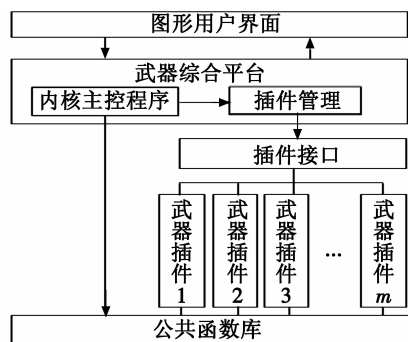 图形用户界面
武器综合平台
内核主控程序
插件管理
插件接口
武器插件1
武器插件2
武器插件3
...
武器插件m
公共函数库